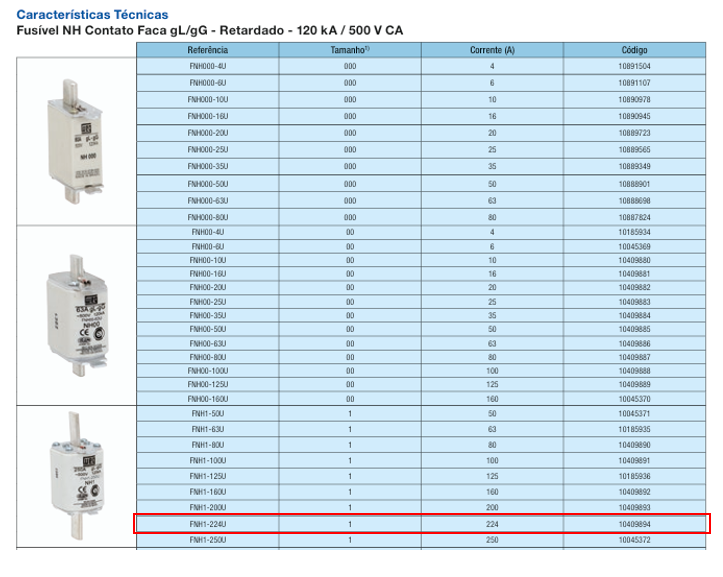 Características Técnicas
Fusível NH Contato Faca gL/gG - Retardado - 120 kA / 500 V CA
Referência Tamanho¹⁾ Corrente (A) Código
FNH000-4U 000 4 10891504
FNH000-6U 000 6 10891107
FNH000-10U 000 10 10890978
FNH000-16U 000 16 10890945
FNH000-20U 000 20 10889723
FNH000-25U 000 25 10889565
FNH000-35U 000 35 10889349
FNH000-50U 000 50 10888901
FNH000-63U 000 63 10888698
FNH000-80U 000 80 10887824
NH 000
FNH00-4U 00 4 10185934
FNH00-6U 00 6 10045369
FNH00-10U 00 10 10409880
FNH00-16U 00 16 10409881
FNH00-20U 00 20 10409882
FNH00-25U 00 25 10409883
FNH00-35U 00 35 10409884
FNH00-50U 00 50 10409885
FNH00-63U 00 63 10409886
FNH00-80U 00 80 10409887
FNH00-100U 00 100 10409888
FNH00-125U 00 125 10409889
FNH00-160U 00 160 10045370
63A gL-gG
NH00
CE
FNH1-50U 1 50 10045371
FNH1-63U 1 63 10185935
FNH1-80U 1 80 10409890
FNH1-100U 1 100 10409891
FNH1-125U 1 125 10185936
FNH1-160U 1 160 10409892
FNH1-200U 1 200 10409893
FNH1-224U 1 224 10409894
FNH1-250U 1 250 10045372
NH1
CE